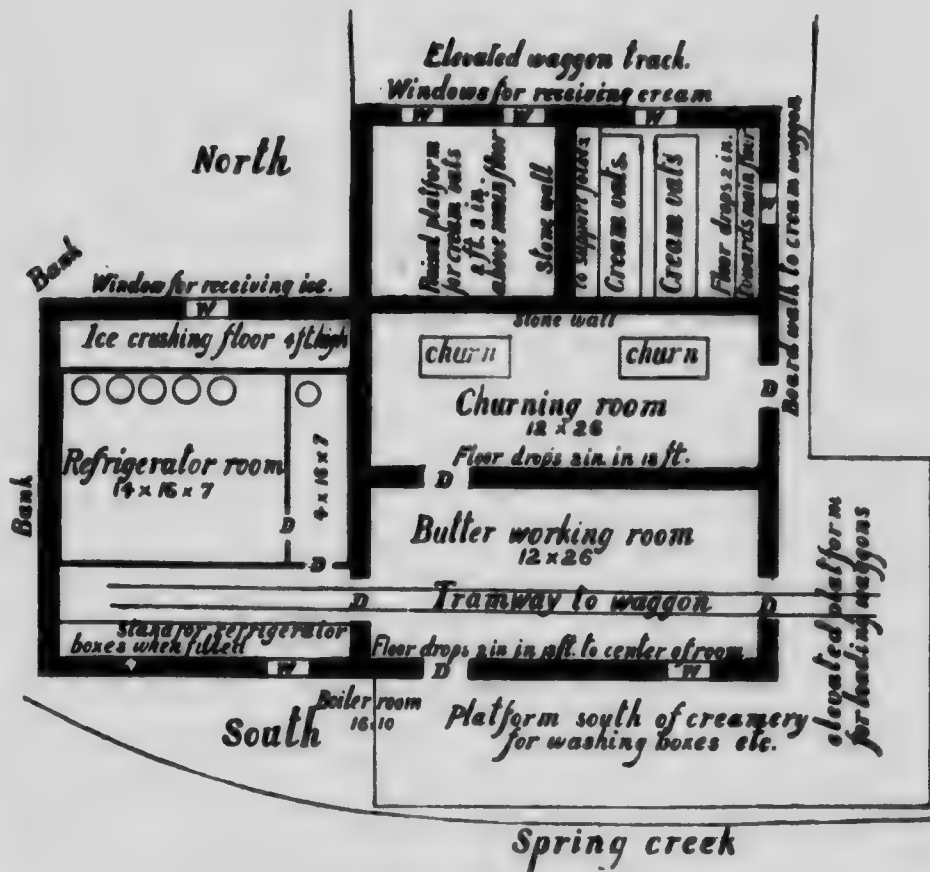 Elevated waggon track.
Windows for receiving cream
W
W
W
North
Raised platform
for cream vats
2 ft. 2 in.
above main floor
Stone wall
to support
Cream vats.
Cream vats
Floor drops 2 in.
towards main floor
Board walk to cream waggon
Bank
Window for receiving ice.
W
Ice crushing floor 4 ft. high
Stone wall
churn
churn
Churning room
12 x 26
Floor drops 2 in. in 12 ft.
D
D
Refrigerator room
14 x 16 x 7
4 x 16 x 7
D
D
Bank
Butter working room
12 x 26
D
Tramway to waggon
D
Stand for refrigerator
boxes when filled
W
Floor drops 2 in in 12 ft. to center of room
D
W
elevated platform
for loading waggons
Boiler room
16 10
South
Platform south of creamery
for washing boxes etc.
Spring creek